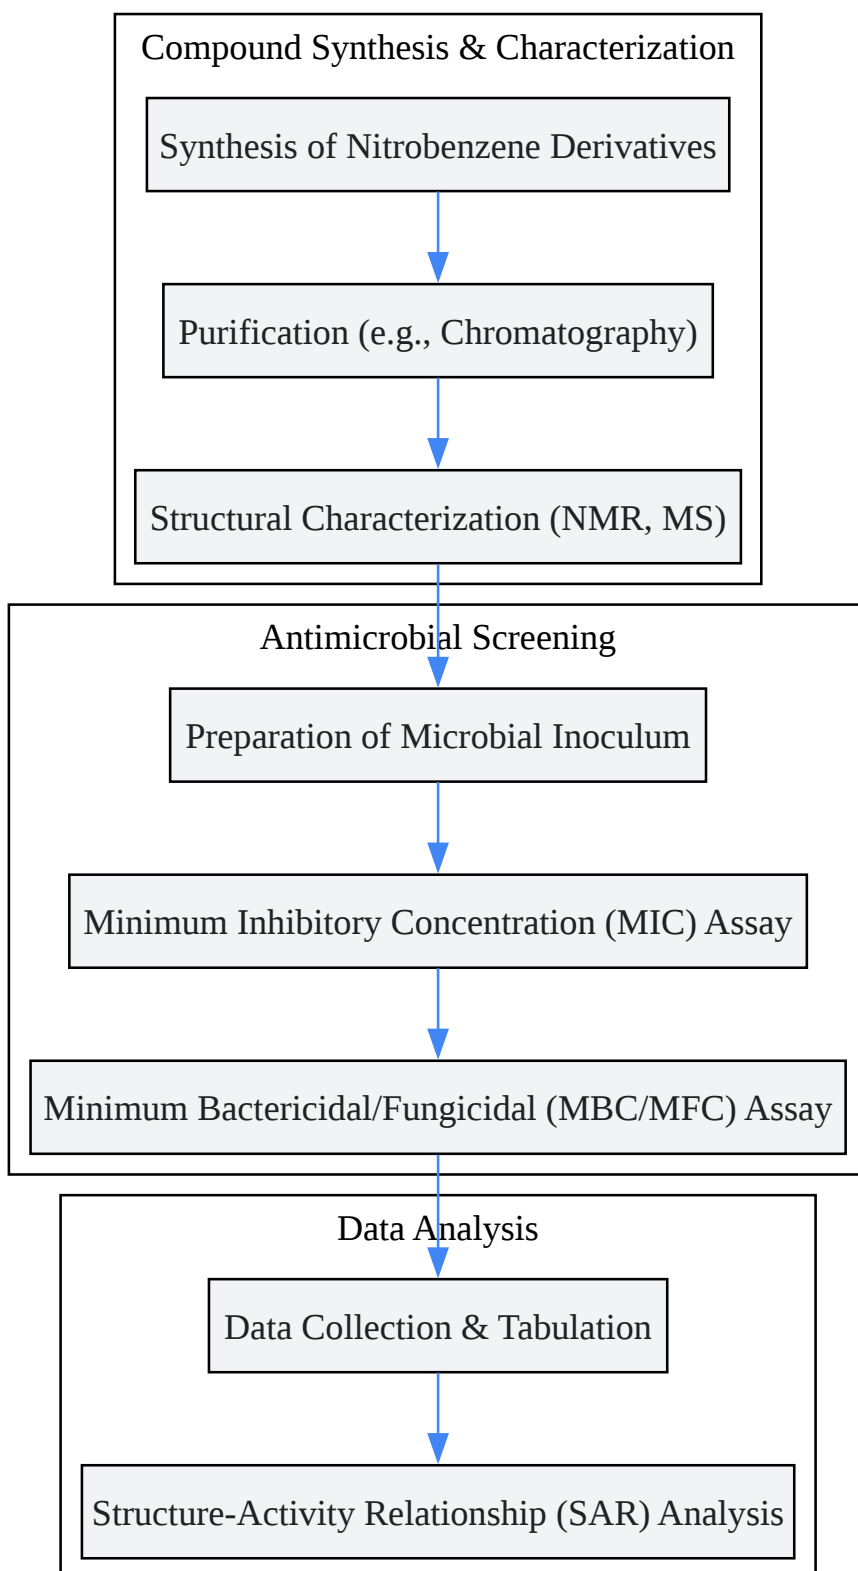 Compound Synthesis & Characterization
Synthesis of Nitrobenzene Derivatives
Purification (e.g., Chromatography)
Structural Characterization (NMR, MS)
Antimicrobial Screening
Preparation of Microbial Inoculum
Minimum Inhibitory Concentration (MIC) Assay
Minimum Bactericidal/Fungicidal (MBC/MFC) Assay
Data Analysis
Data Collection & Tabulation
Structure-Activity Relationship (SAR) Analysis